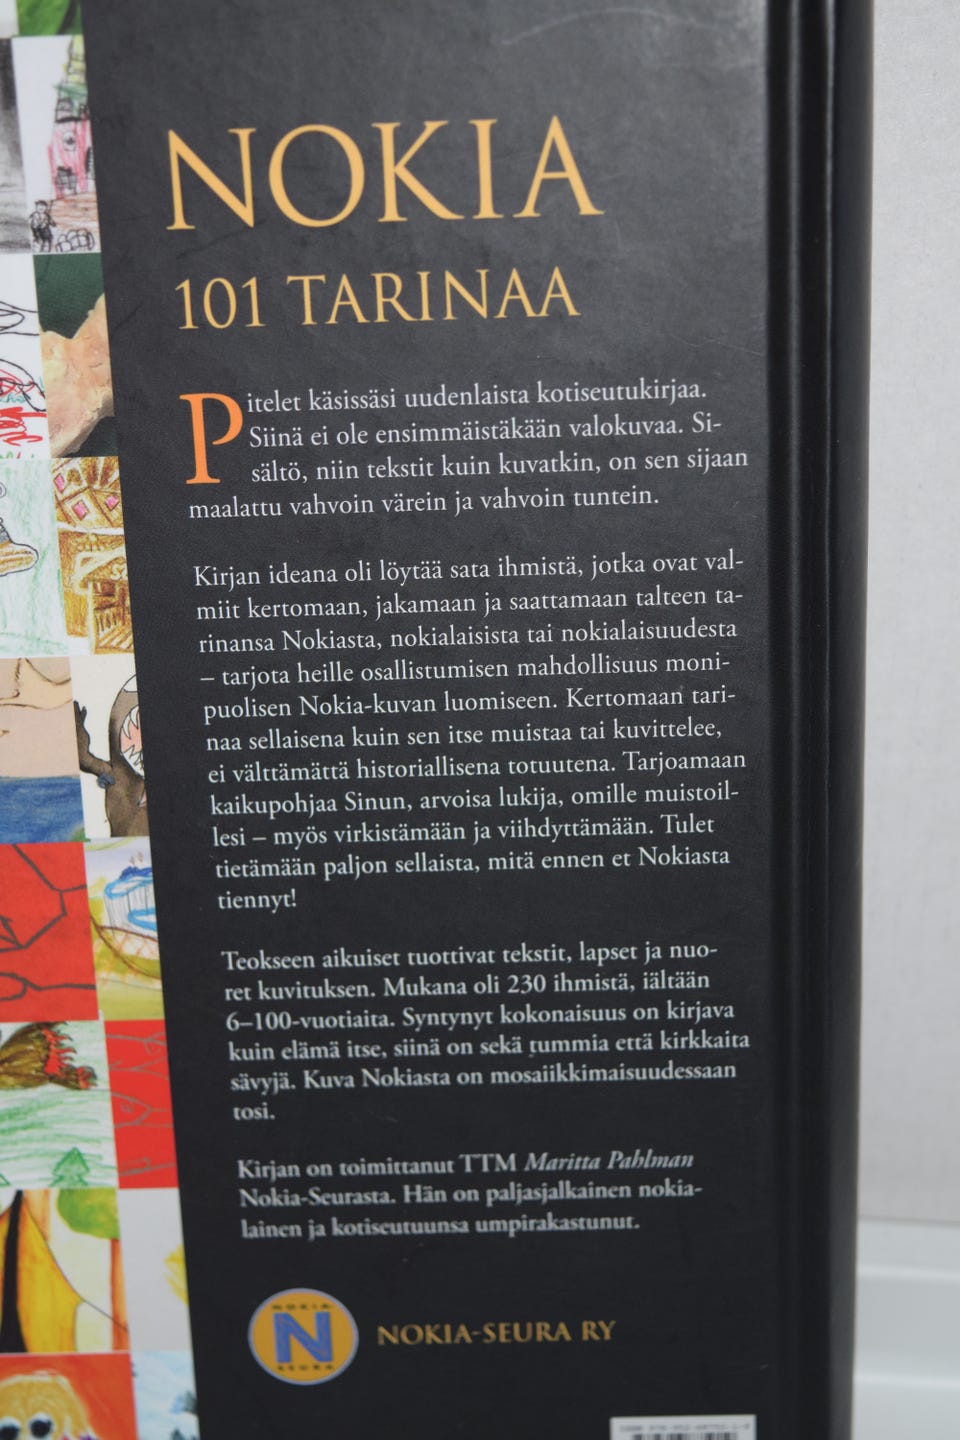 NOKIA
101 TARINAA
Pitelet käsissäsi uudenlaista kotiseutukirjaa.
Siinä ei ole ensimmäistäkään valokuvaa. Si-
sältö, niin tekstit kuin kuvatkin, on sen sijaan
maalattu vahvoin värein ja vahvoin tuntein.
Kirjan ideana oli löytää sata ihmistä, jotka ovat val-
miit kertomaan, jakamaan ja saattamaan talteen ta-
rinansa Nokiasta, nokialaisista tai nokialaisuudesta
– tarjota heille osallistumisen mahdollisuus moni-
puolisen Nokia-kuvan luomiseen. Kertomaan tari-
naa sellaisena kuin sen itse muistaa tai kuvittelee,
ei välttämättä historiallisena totuutena. Tarjoamaan
kaikupohjaa Sinun, arvoisa lukija, omille muistoil-
lesi – myös virkistämään ja viihdyttämään. Tulet
tietämään paljon sellaista, mitä ennen et Nokiasta
tiennyt!
Teokseen aikuiset tuottivat tekstit, lapset ja nuo-
ret kuvituksen. Mukana oli 230 ihmistä, iältään
6–100-vuotiaita. Syntynyt kokonaisuus on kirjava
kuin elämä itse, siinä on sekä tummia että kirkkaita
sävyjä. Kuva Nokiasta on mosaiikkimaisuudessaan
tosi.
Kirjan on toimittanut TTM Maritta Pahlman
Nokia-Seurasta. Hän on paljasjalkainen nokia-
lainen ja kotiseutuunsa umpirakastunut.
NOKIA
N
SEURA
NOKIA-SEURA RY